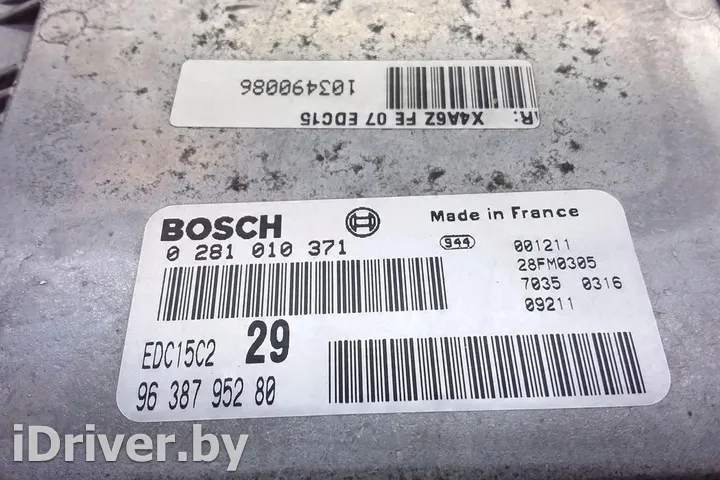 AR: X4A6Z FE 07 EDC15
103490086
BOSCH
0 281 010 371
Made in France
944
001211
28FM0305
7035 0316
09211
EDC15C2 29
96 387 952 80
iDriver.by